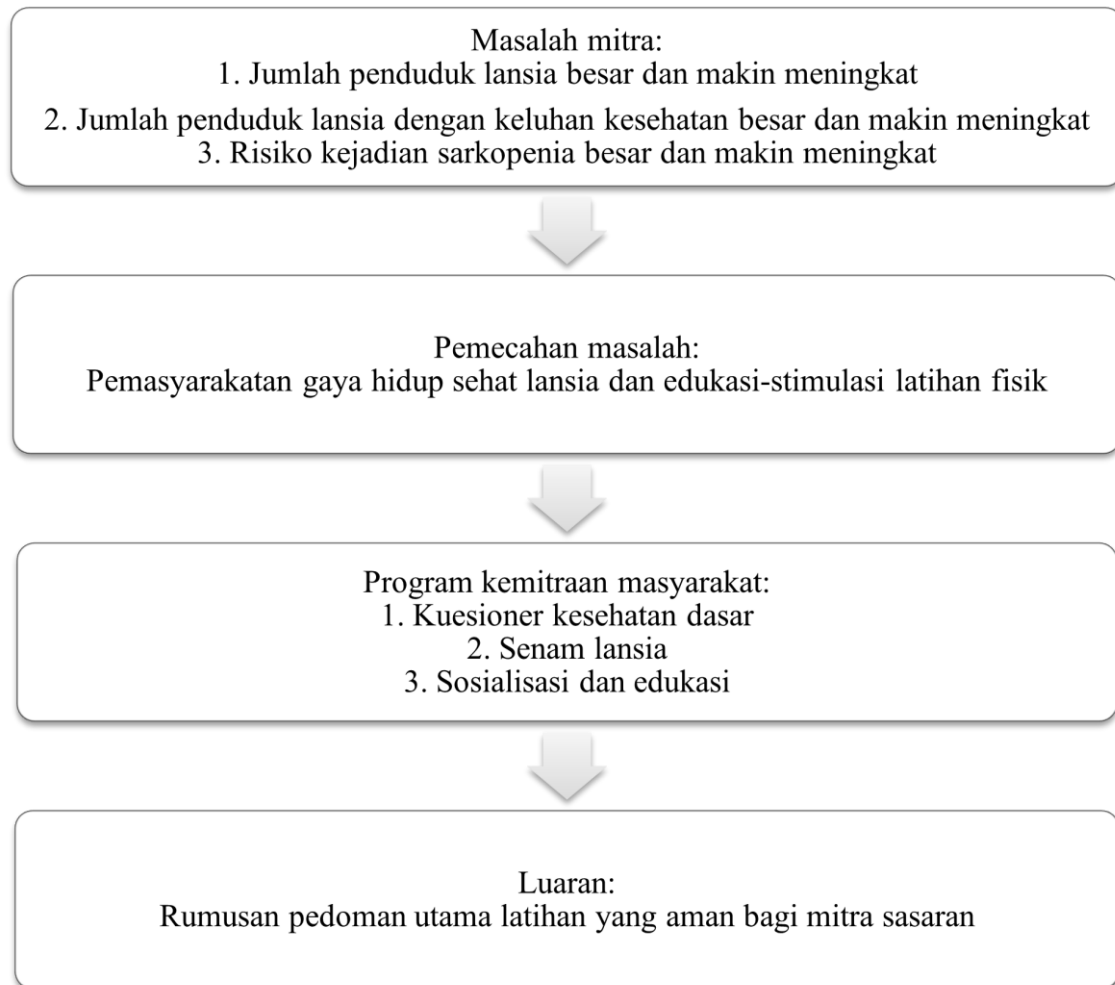 Masalah mitra:
1. Jumlah penduduk lansia besar dan makin meningkat
2. Jumlah penduduk lansia dengan keluhan kesehatan besar dan makin meningkat
3. Risiko kejadian sarkopenia besar dan makin meningkat
Pemecahan masalah:
Pemasyarakatan gaya hidup sehat lansia dan edukasi-stimulasi latihan fisik
Program kemitraan masyarakat:
1. Kuesioner kesehatan dasar
2. Senam lansia
3. Sosialisasi dan edukasi
Luaran:
Rumusan pedoman utama latihan yang aman bagi mitra sasaran